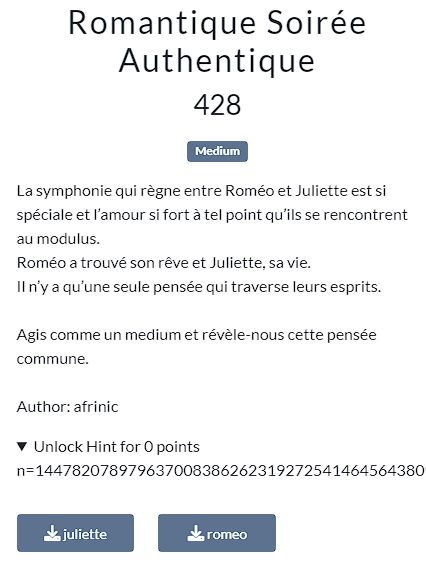 Romantique Soirée
Authentique
428
Medium
La symphonie qui règne entre Roméo et Juliette est si
spéciale et l’amour si fort à tel point qu’ils se rencontrent
au modulus.
Roméo a trouvé son rêve et Juliette, sa vie.
Il n’y a qu’une seule pensée qui traverse leurs esprits.
Agis comme un medium et révèle-nous cette pensée
commune.
Author: afrinic
▼ Unlock Hint for 0 points
n=14478207897963700838626231927254146456438092
juliette
romeo